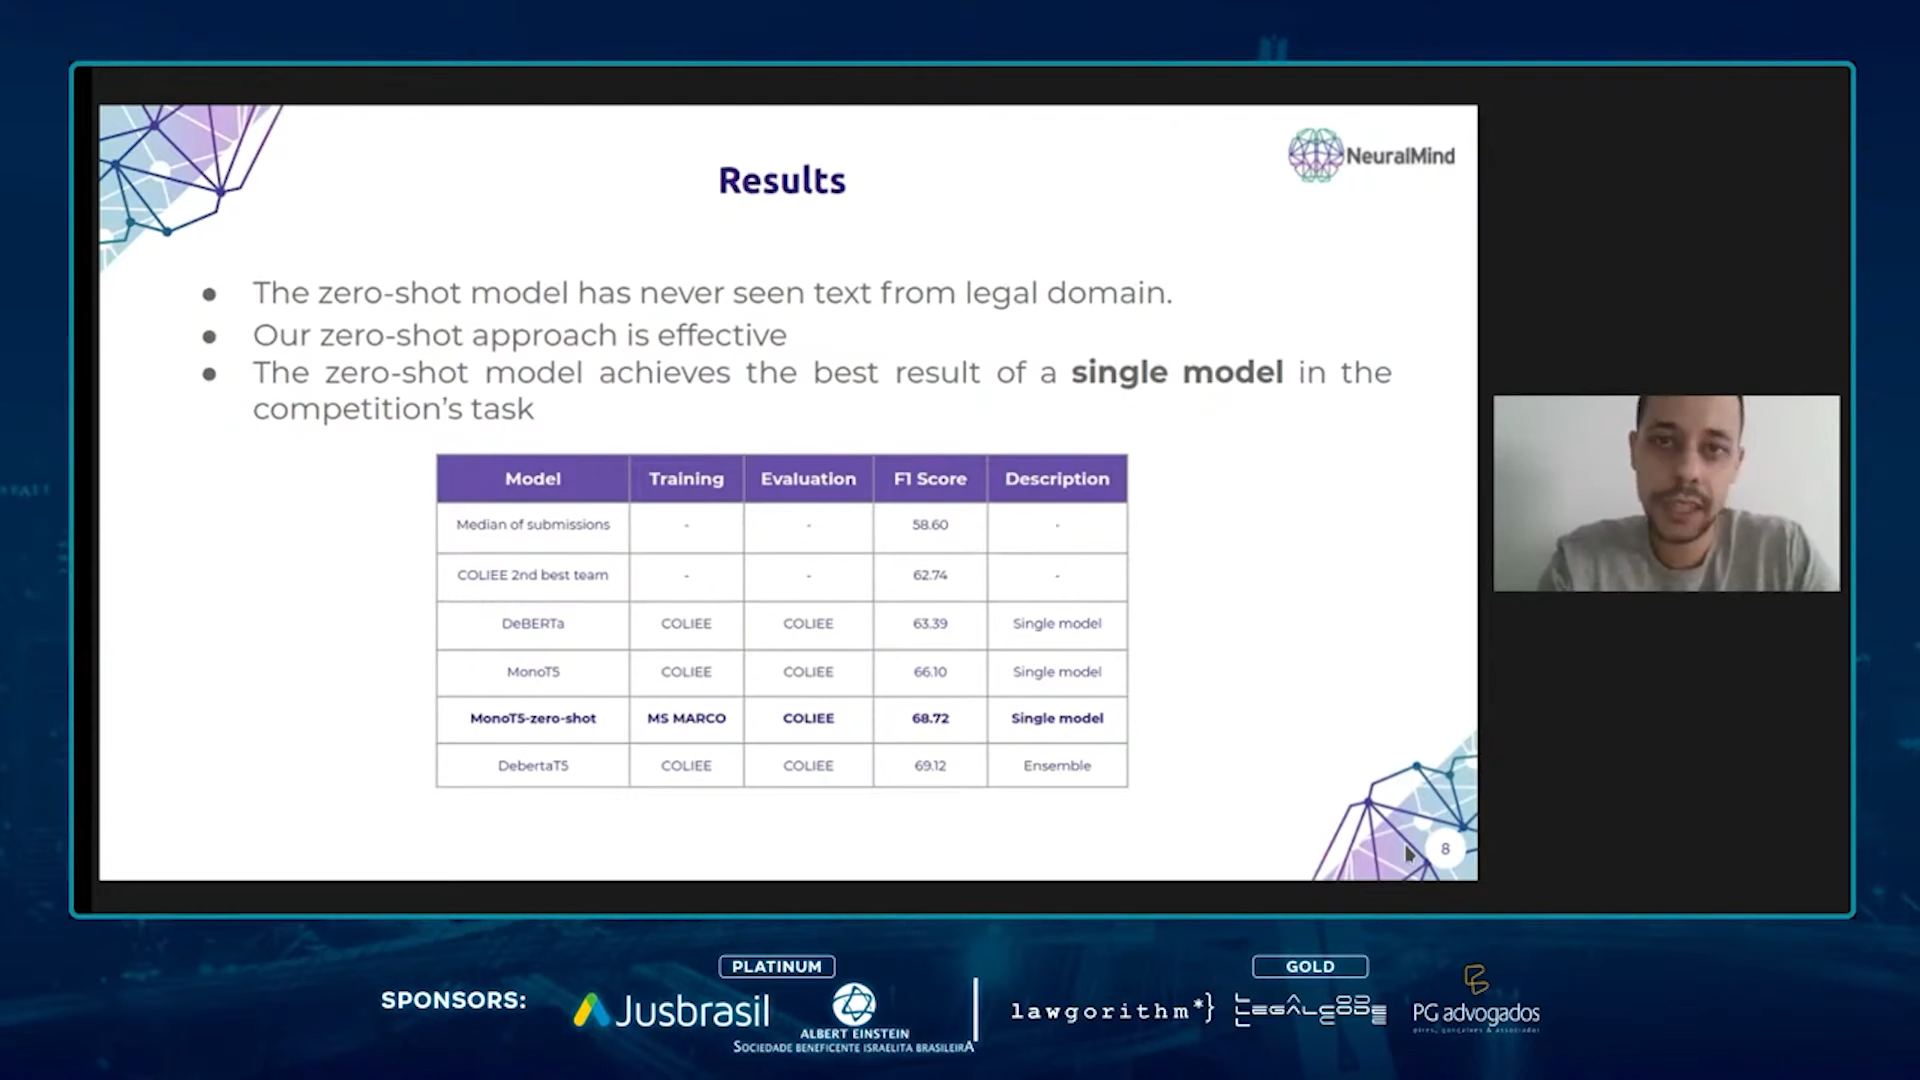 NeuralMind
Results
● The zero-shot model has never seen text from legal domain.
● Our zero-shot approach is effective
● The zero-shot model achieves the best result of a single model in the
competition's task
Model Training Evaluation F1 Score Description
Median of submissions - - 58.60 -
COLIEE 2nd best team - - 62.74 -
DeBERTa COLIEE COLIEE 63.39 Single model
MonoT5 COLIEE COLIEE 66.10 Single model
MonoT5-zero-shot MS MARCO COLIEE 68.72 Single model
DebertaT5 COLIEE COLIEE 69.12 Ensemble
8
PLATINUM GOLD
SPONSORS:
Jusbrasil
ALBERT EINSTEIN
SOCIEDADE BENEFICENTE ISRAELITA BRASILEIRA
lawgorithm*}
LEGALCODE
PG advogados